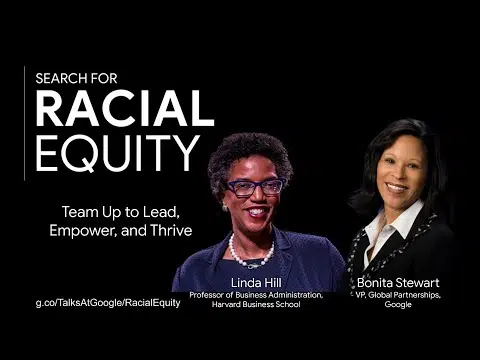 SEARCH FOR
RACIAL
EQUITY
Team Up to Lead,
Empower, and Thrive
Linda Hill
Professor of Business Administration,
Harvard Business School
Bonita Stewart
VP, Global Partnerships,
Google
g.co/TalksAtGoogle/RacialEquity